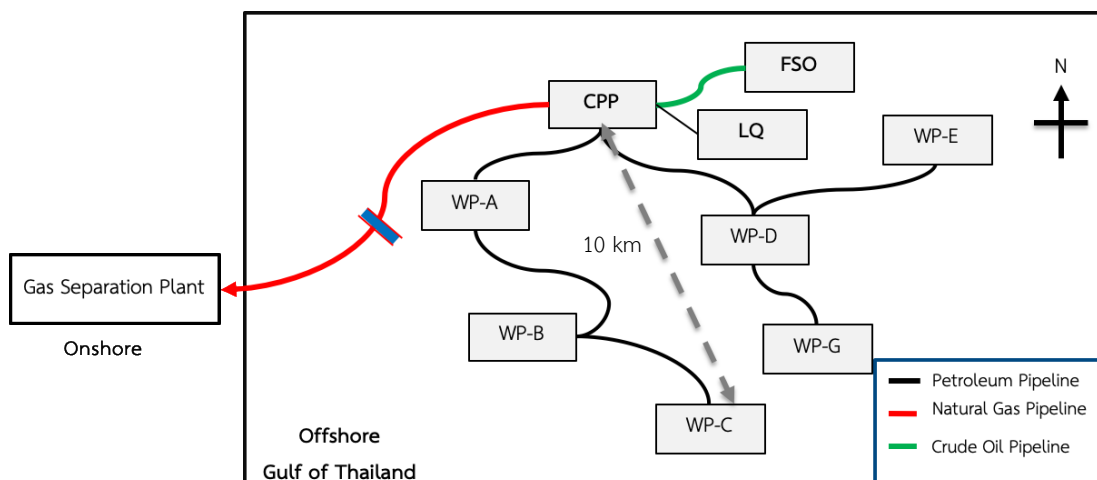 FSO
N
CPP
LQ
WP-E
WP-A
WP-D
10 km
Gas Separation Plant
Onshore
WP-B
WP-G
WP-C
Petroleum Pipeline
Natural Gas Pipeline
Crude Oil Pipeline
Offshore
Gulf of Thailand